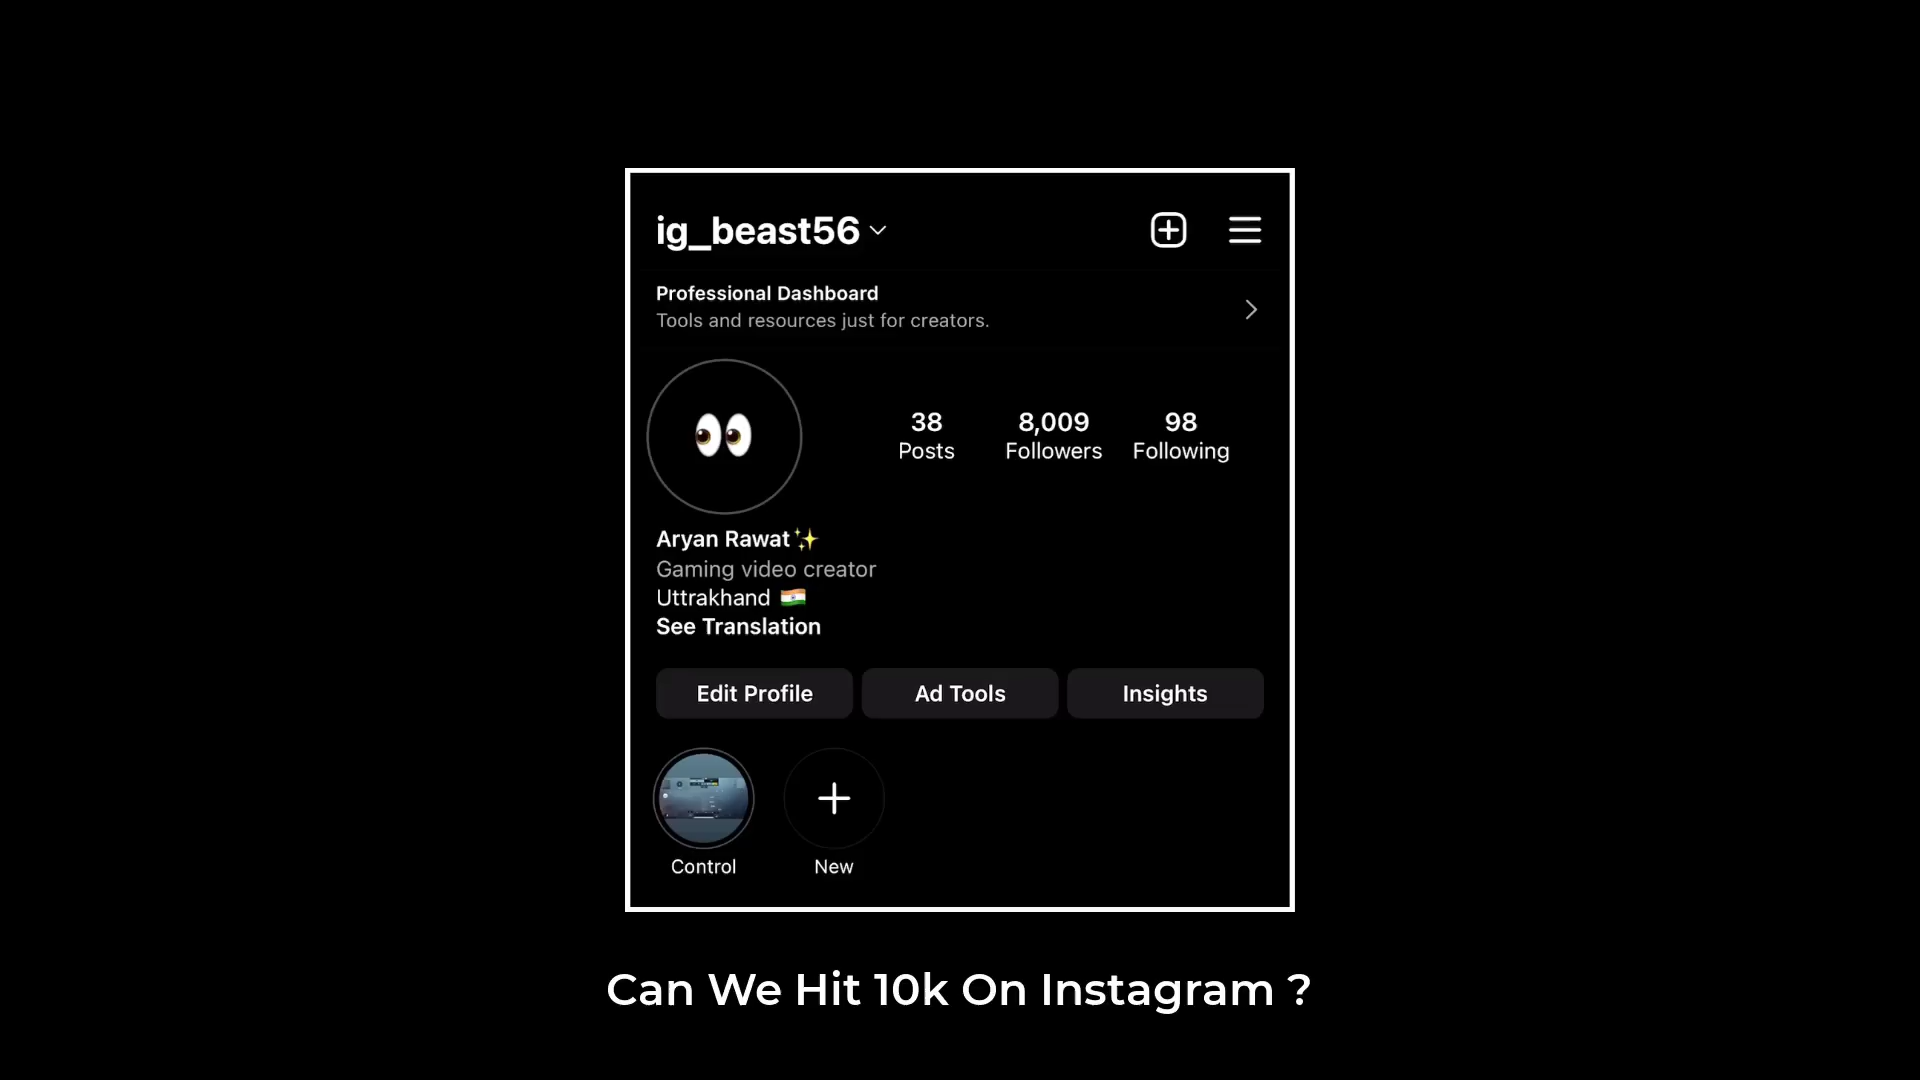 ig_beast56
Professional Dashboard
Tools and resources just for creators.
38 8,009 98
Posts Followers Following
Aryan Rawat✨
Gaming video creator
Uttrakhand 🇮🇳
See Translation
Edit Profile Ad Tools Insights
Control New
Can We Hit 10k On Instagram ?